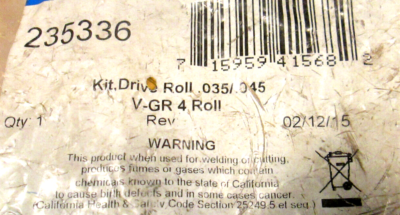 235336
7 15959 41568 2
Kit,Drive Roll .035/.045
V-GR 4 Roll
Qty 1 Rev 02/12/15
WARNING
This product when used for welding or cutting,
produces fumes or gases which contain
chemicals known to the state of California
to cause birth defects and in some cases cancer.
(California Health & Safety Code Section 25249.5 et seq.)